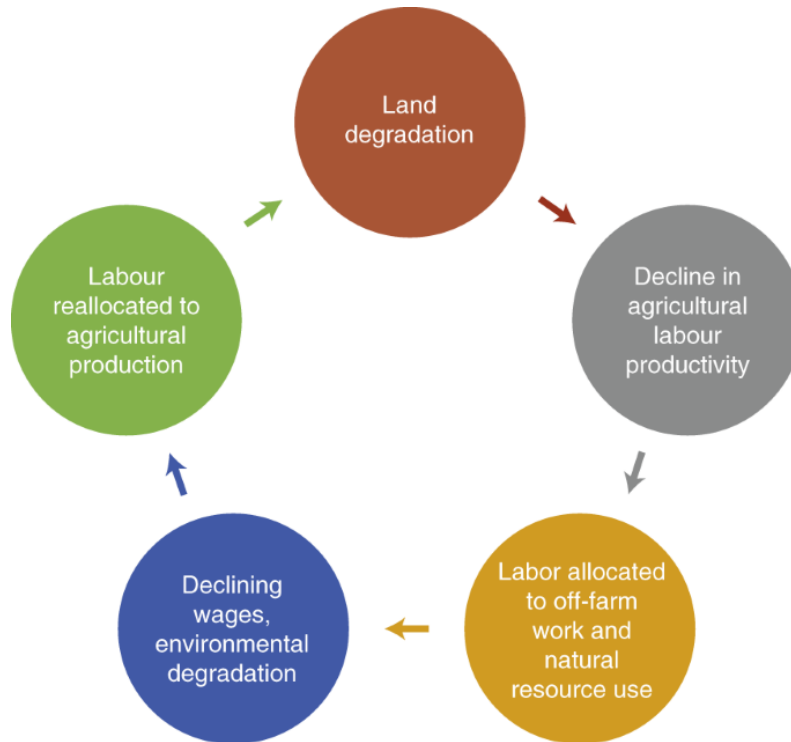 Land
degradation
Decline in
agricultural
labour
productivity
Labor allocated
to off-farm
work and
natural
resource use
Declining
wages,
environmental
degradation
Labour
reallocated to
agricultural
production